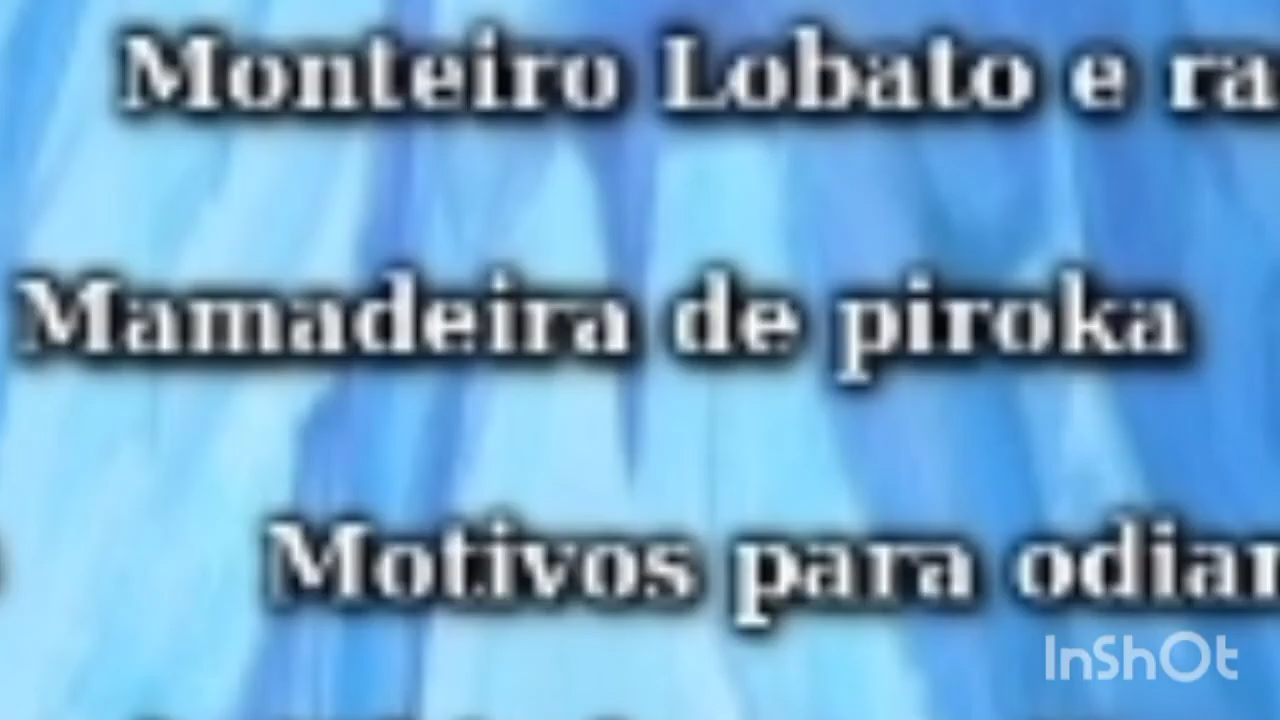 Monteiro Lobato e ra
Mamadeira de piroka
Motivos para odiar
InShOt